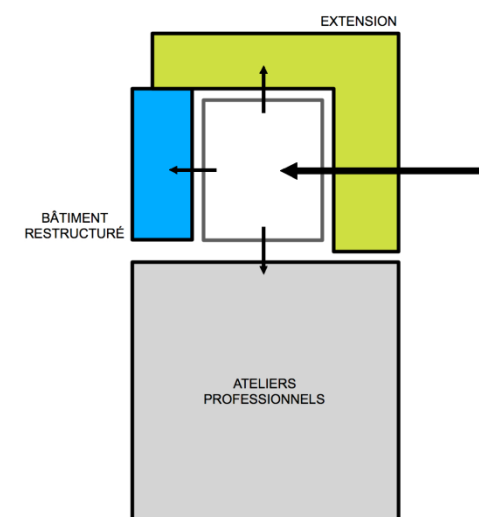 EXTENSION
BÂTIMENT
RESTRUCTURÉ
ATELIERS
PROFESSIONNELS